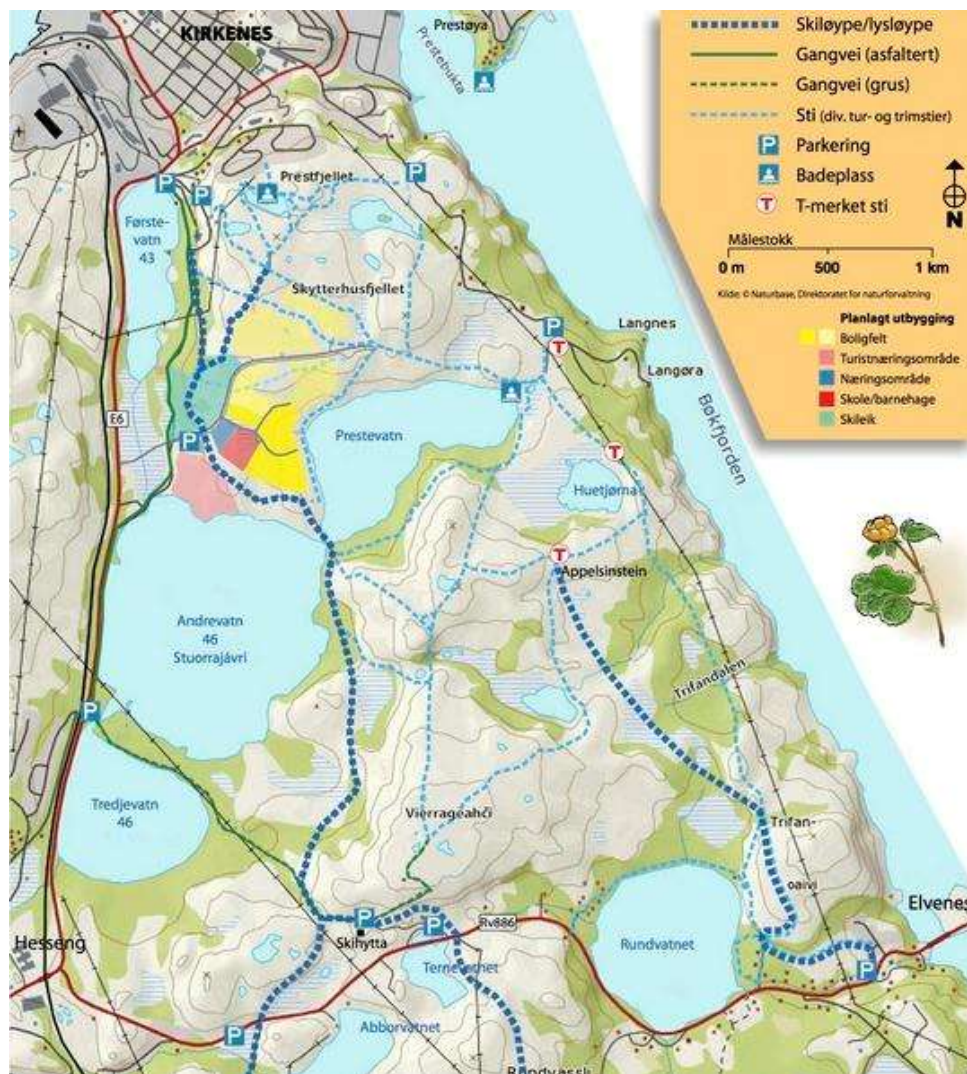 KIRKENES
Prestøya
Prestebukta
Skiløype/lysløype
Gangvei (asfaltert)
Gangvei (grus)
Sti (div. tur- og trimstier)
P Parkering
Badeplass
T T-merket sti
N
Målestokk
0 m 500 1 km
Kilde: © Naturbase, Direktoratet for naturforvaltning
Planlagt utbygging
Boligfelt
Turistnæringsområde
Næringsområde
Skole/barnehage
Skileik
P
P
P
Prestfjellet
Første-
vatn
43
Skytterhusfjellet
P
T
Langnes
Langøra
E6
Bøkfjorden
Prestevatn
P
T
Huetjørna
T
Appelsinstein
Andrevatn
46
Stuorrajávri
Trifandalen
P
Tredjevatn
46
Vierrageahči
Trifan-
oaivi
Elvenes
Hesseng
P
P
Rv886
Skihytta
Rundvatnet
P
Ternevatnet
P
Abborvatnet